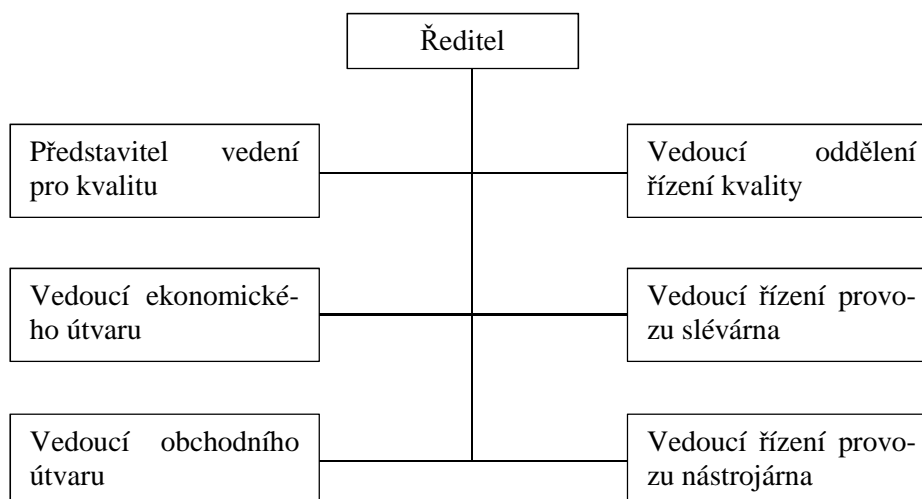 Ředitel
Představitel vedení
pro kvalitu
Vedoucí oddělení
řízení kvality
Vedoucí ekonomické-
ho útvaru
Vedoucí řízení provo-
zu slévárna
Vedoucí obchodního
útvaru
Vedoucí řízení provo-
zu nástrojárna